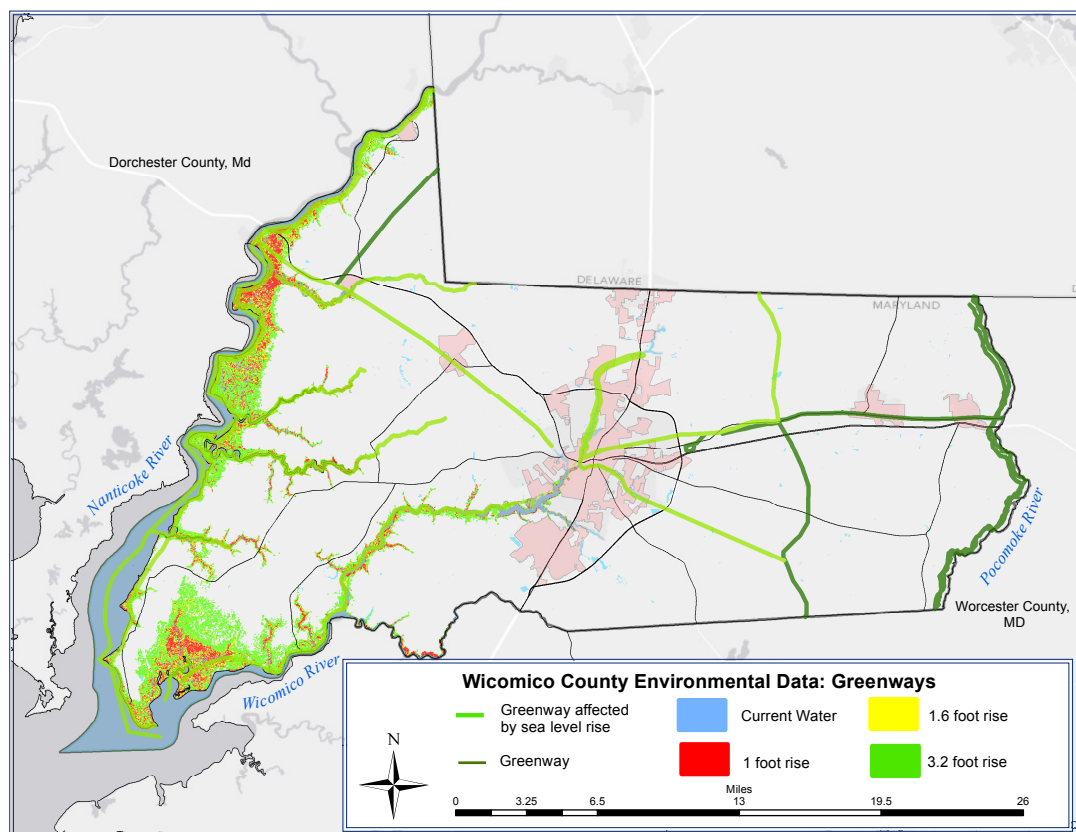 Dorchester County, Md
DELAWARE
MARYLAND
Nanticoke River
Pocomoke River
Worcester County,
MD
Wicomico River
Wicomico County Environmental Data: Greenways
Greenway affected
by sea level rise
Current Water
1.6 foot rise
Greenway
1 foot rise
3.2 foot rise
N
Miles
0 3.25 6.5 13 19.5 26